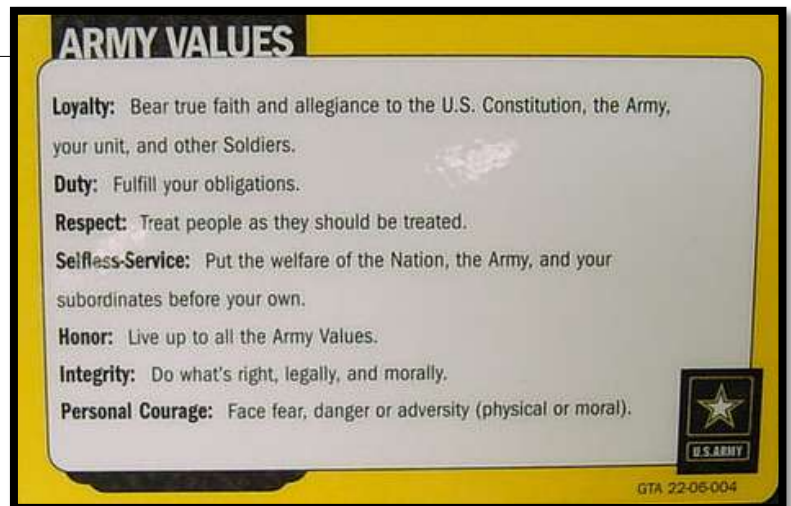 ARMY VALUES
Loyalty: Bear true faith and allegiance to the U.S. Constitution, the Army,
your unit, and other Soldiers.
Duty: Fulfill your obligations.
Respect: Treat people as they should be treated.
Selfless-Service: Put the welfare of the Nation, the Army, and your
subordinates before your own.
Honor: Live up to all the Army Values.
Integrity: Do what's right, legally, and morally.
Personal Courage: Face fear, danger or adversity (physical or moral).
U.S.ARMY
GTA 22-06-004